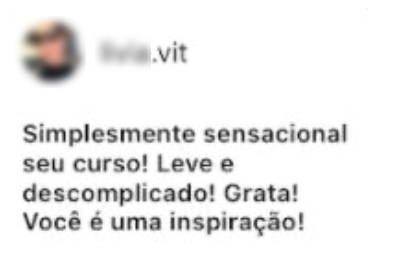 .vit
Simplesmente sensacional
seu curso! Leve e
descomplicado! Grata!
Você é uma inspiração!